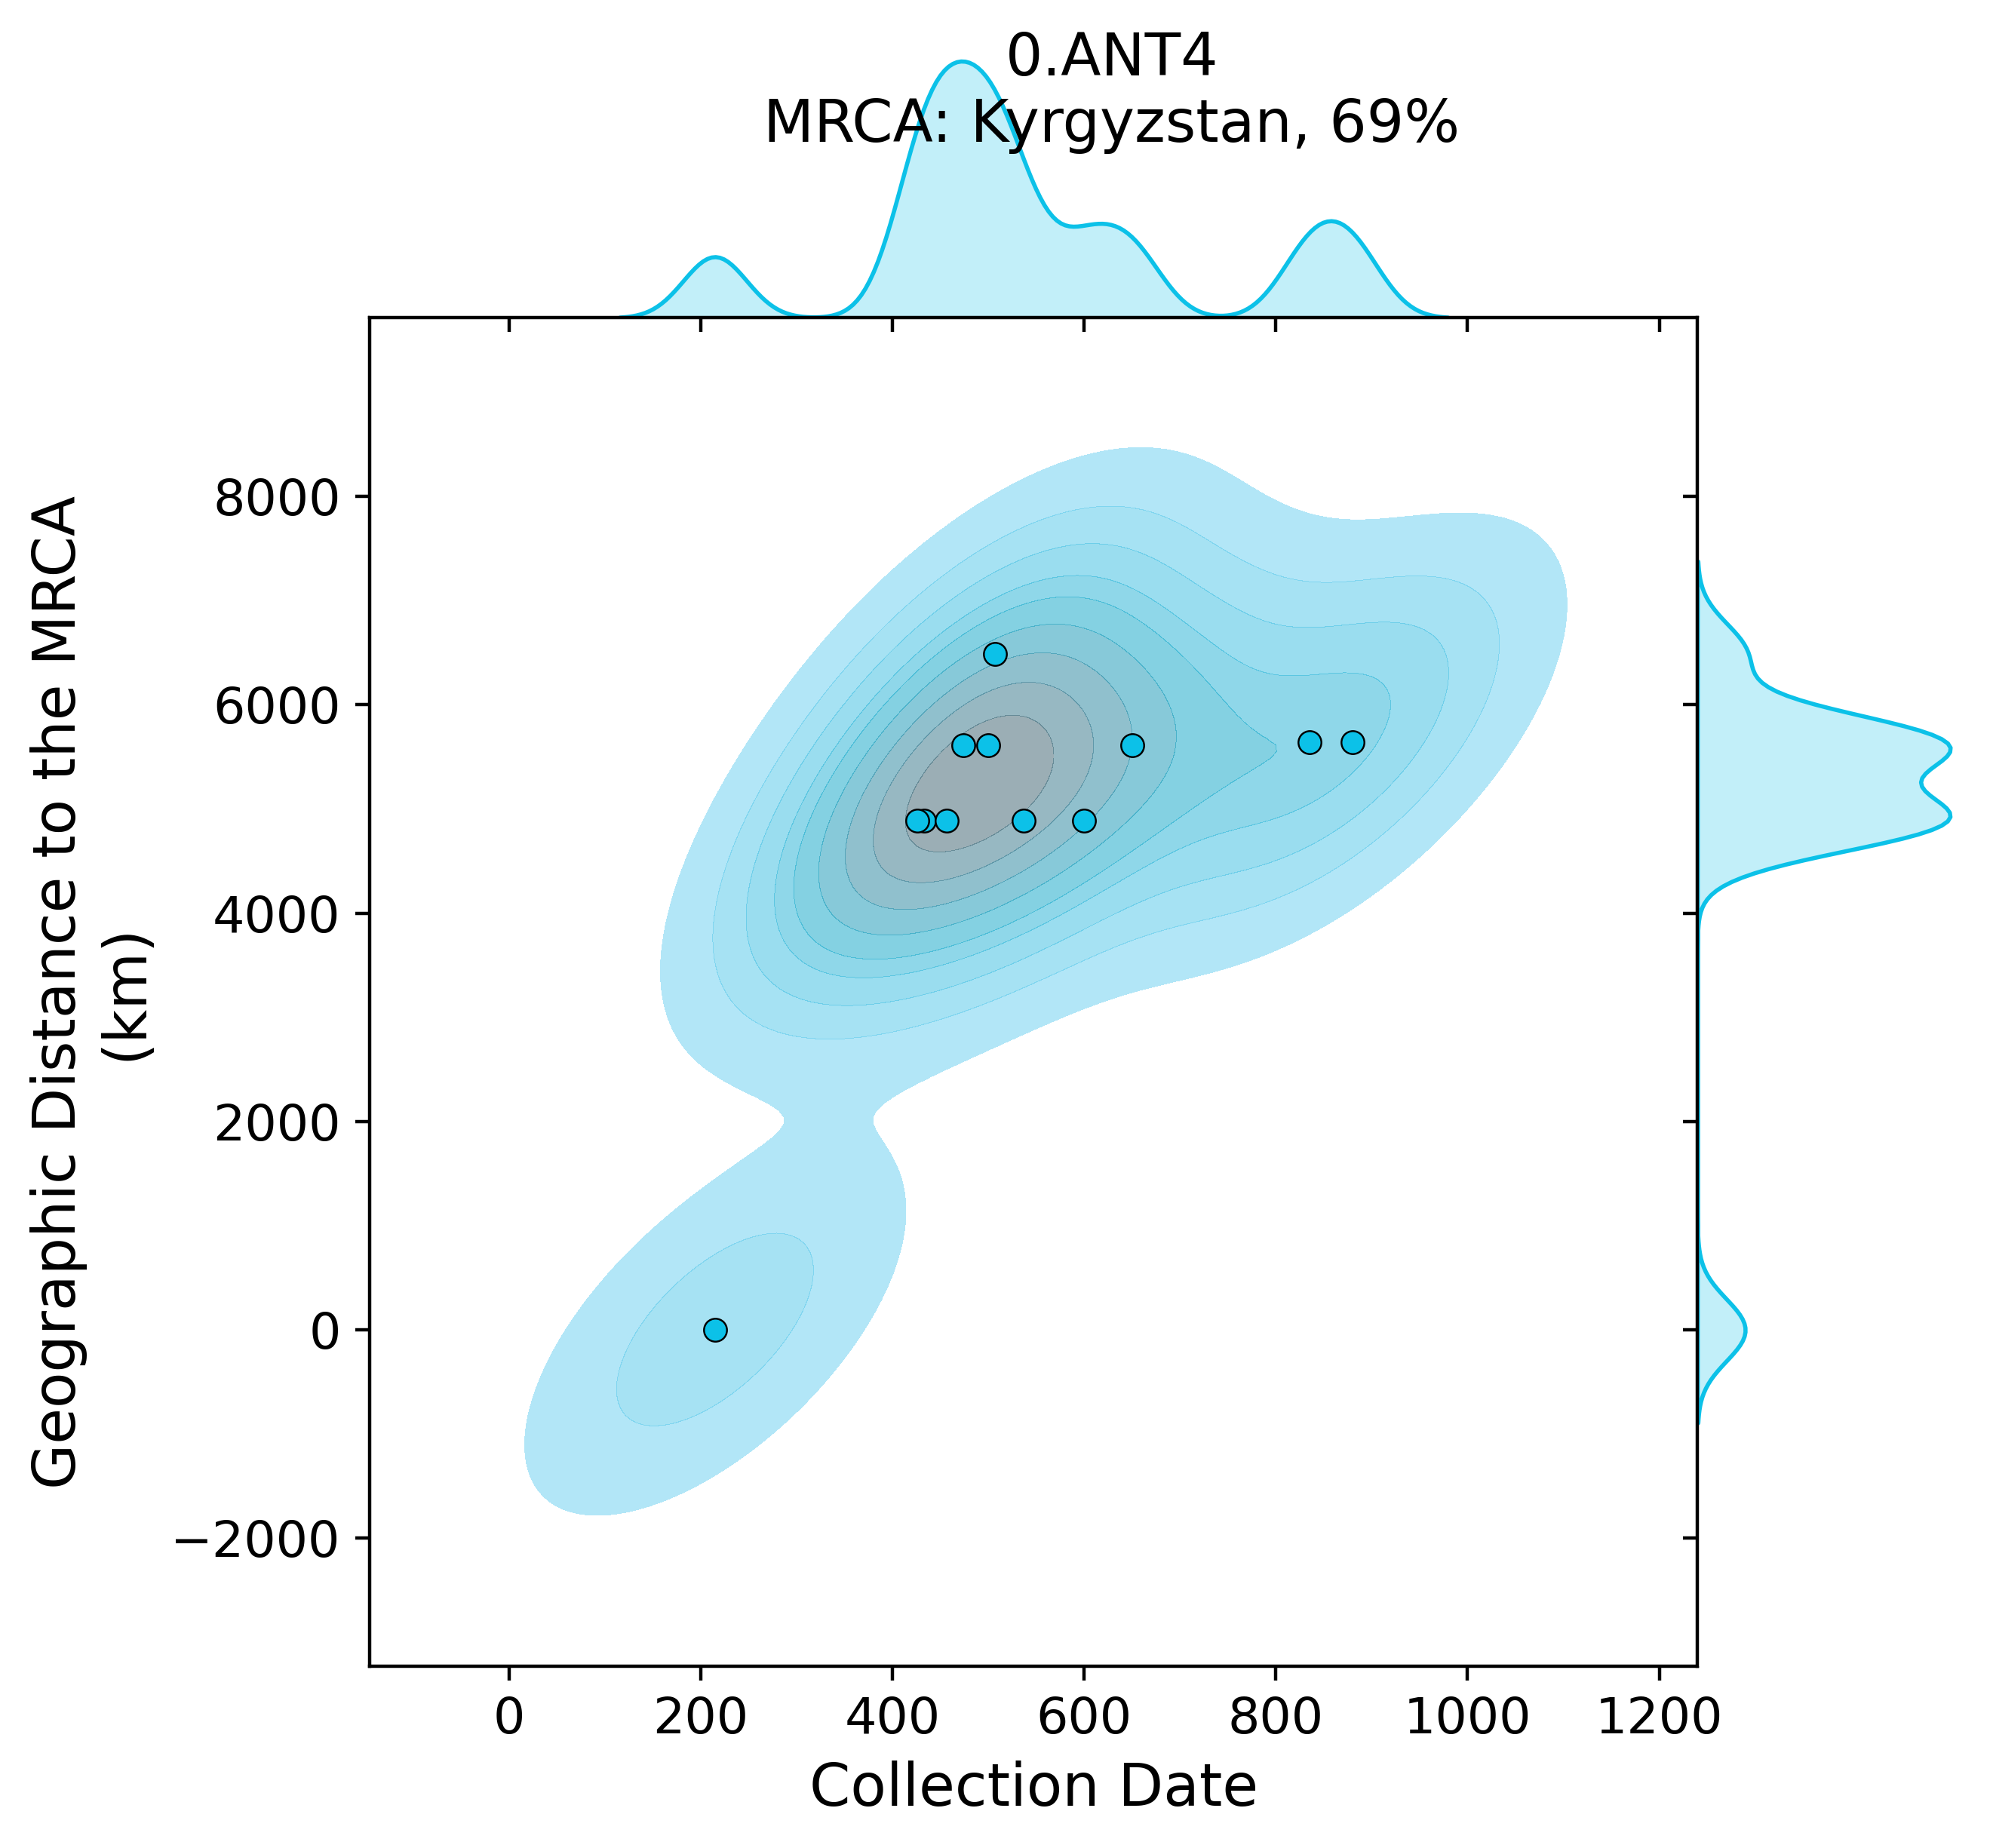 0.ANT4
MRCA: Kyrgyzstan, 69%
Geographic Distance to the MRCA
(km)
8000
6000
4000
2000
0
−2000
0 200 400 600 800 1000 1200
Collection Date